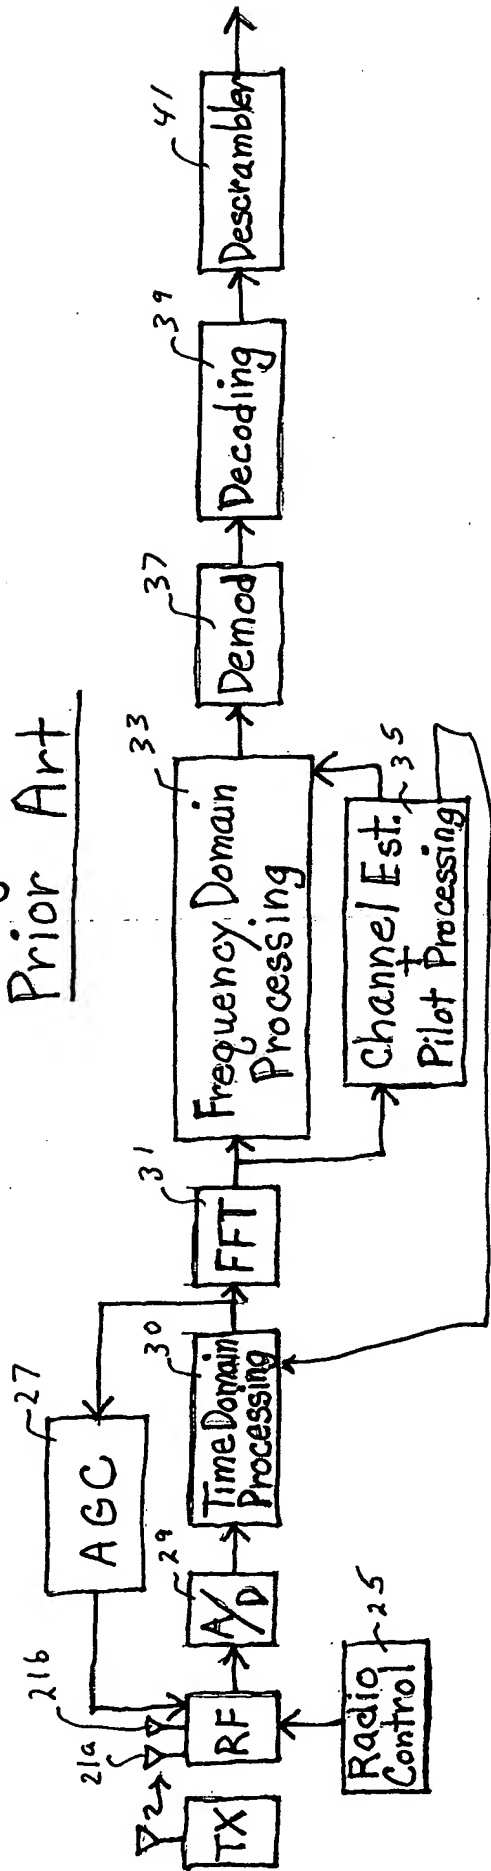 Prior Art
27
AGC
21b
21a
TX
RF
29
A/D
30
Time Domain
Processing
31
FFT
33
Frequency Domain
Processing
37
Demod
39
Decoding
41
Descrambler
Radio
Control
25
Channel Est.
+
Pilot Processing
35